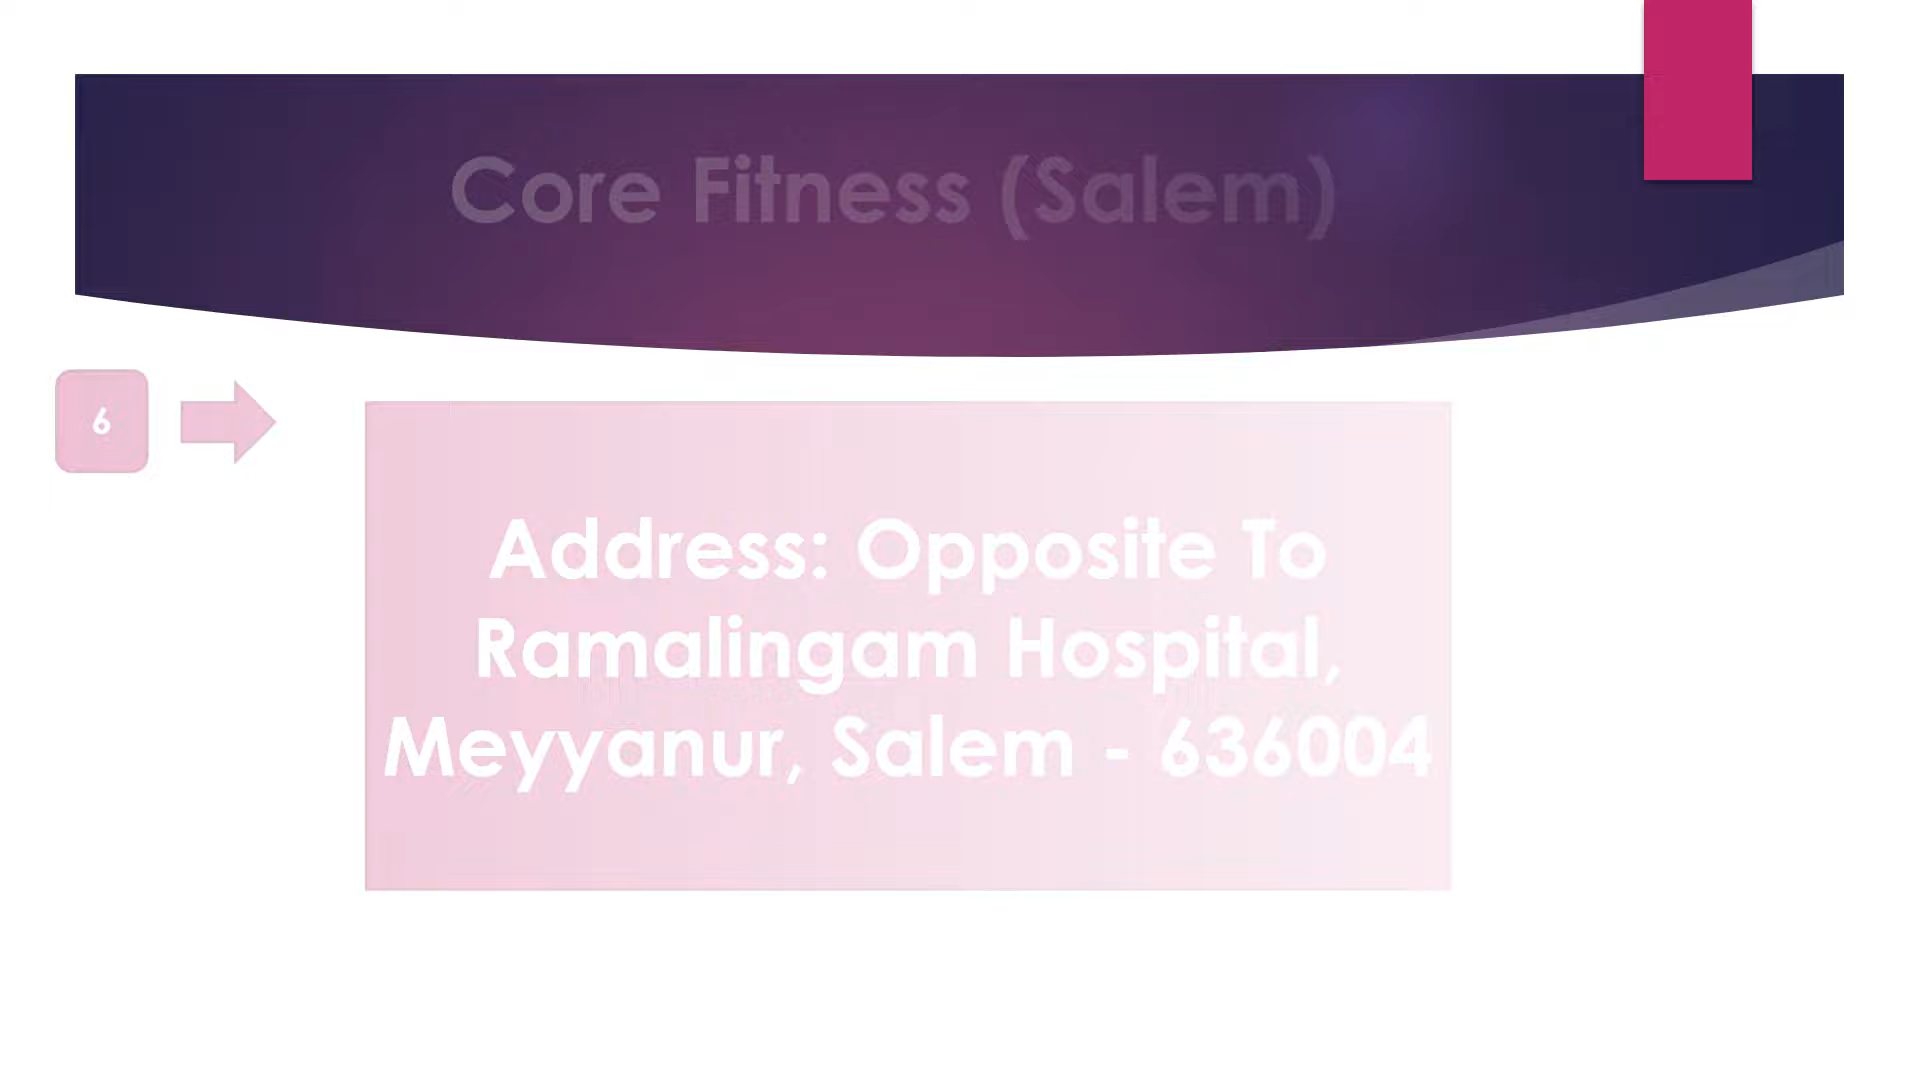 Core Fitness (Salem)
6
Address: Opposite To
Ramalingam Hospital,
Meyyanur, Salem - 636004